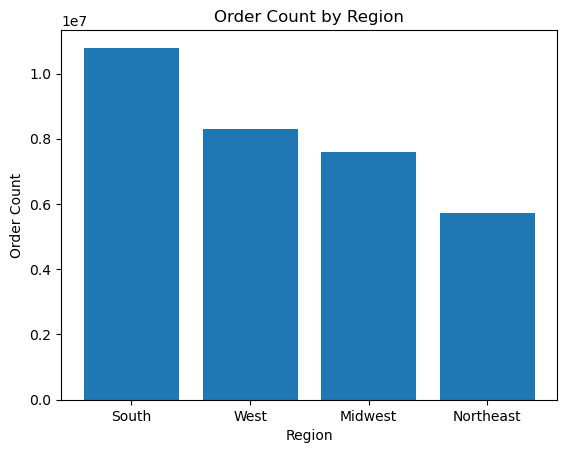 Order Count by Region
1e7
1.0
0.8
0.6
0.4
0.2
0.0
Order Count
South West Midwest Northeast
Region